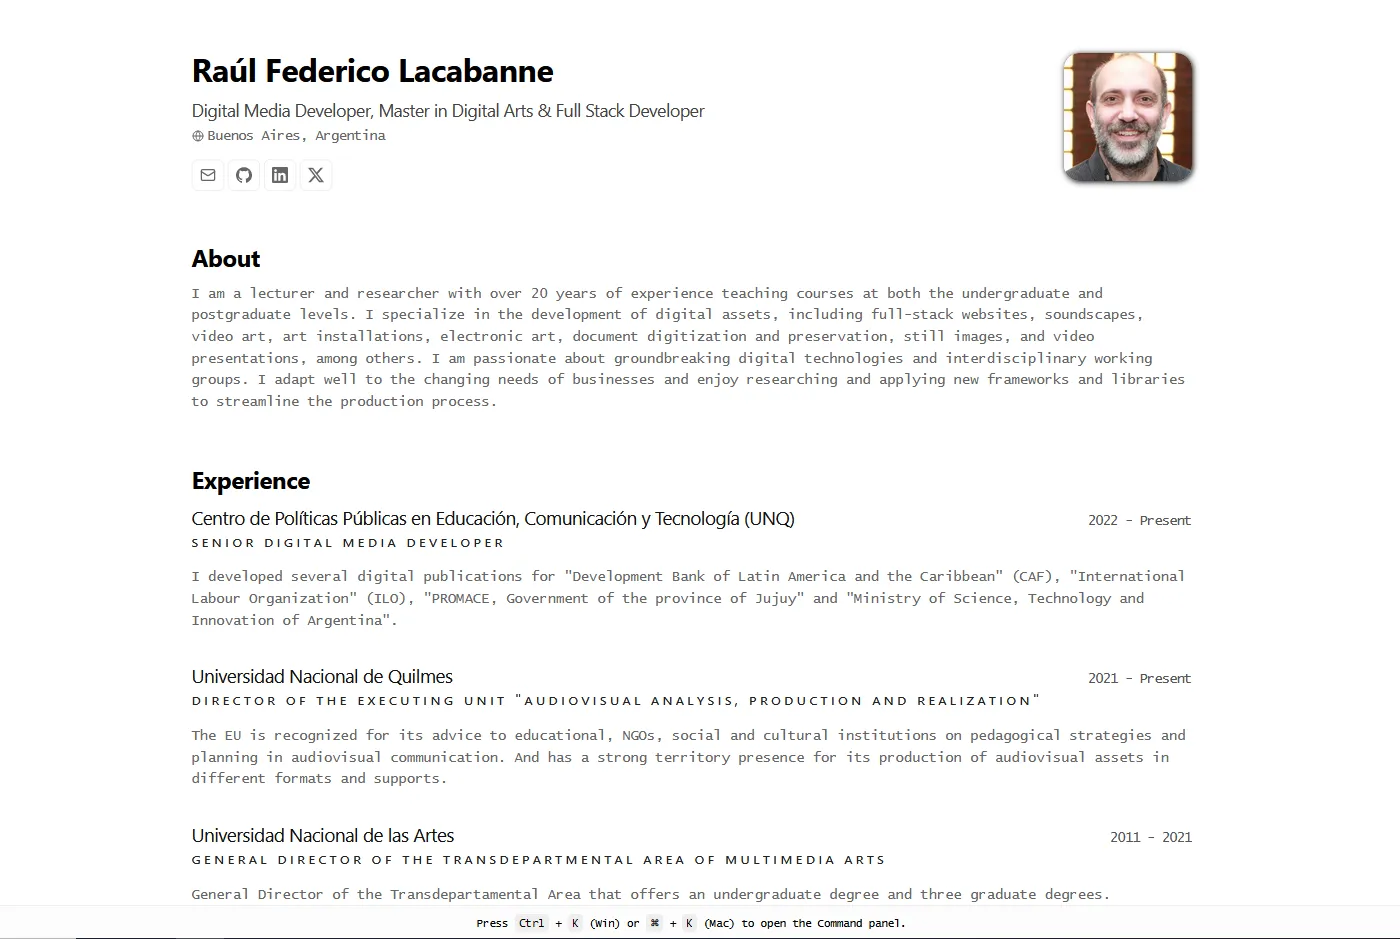 Raúl Federico Lacabanne
Digital Media Developer, Master in Digital Arts & Full Stack Developer
Buenos Aires, Argentina
About
I am a lecturer and researcher with over 20 years of experience teaching courses at both the undergraduate and
postgraduate levels. I specialize in the development of digital assets, including full-stack websites, soundscapes,
video art, art installations, electronic art, document digitization and preservation, still images, and video
presentations, among others. I am passionate about groundbreaking digital technologies and interdisciplinary working
groups. I adapt well to the changing needs of businesses and enjoy researching and applying new frameworks and libraries
to streamline the production process.
Experience
Centro de Políticas Públicas en Educación, Comunicación y Tecnología (UNQ) 2022 - Present
SENIOR DIGITAL MEDIA DEVELOPER
I developed several digital publications for "Development Bank of Latin America and the Caribbean" (CAF), "International
Labour Organization" (ILO), "PROMACE, Government of the province of Jujuy" and "Ministry of Science, Technology and
Innovation of Argentina".
Universidad Nacional de Quilmes 2021 - Present
DIRECTOR OF THE EXECUTING UNIT "AUDIOVISUAL ANALYSIS, PRODUCTION AND REALIZATION"
The EU is recognized for its advice to educational, NGOs, social and cultural institutions on pedagogical strategies and
planning in audiovisual communication. And has a strong territory presence for its production of audiovisual assets in
different formats and supports.
Universidad Nacional de las Artes 2011 - 2021
GENERAL DIRECTOR OF THE TRANSDEPARTMENTAL AREA OF MULTIMEDIA ARTS
General Director of the Transdepartamental Area that offers an undergraduate degree and three graduate degrees.
Press Ctrl + K (Win) or ⌘ + K (Mac) to open the Command panel.